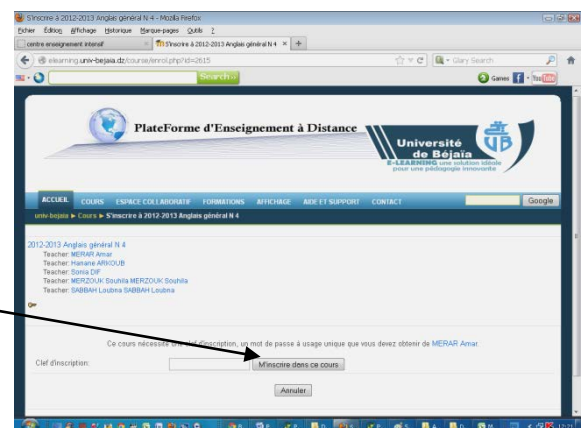 S'inscrire à 2012-2013 Anglais général N 4 - Mozilla Firefox
Fichier Édition Affichage Historique Marque-pages Outils ?
centre enseignement intensif
S'inscrire à 2012-2013 Anglais général N 4 × +
elearning.univ-bejaia.dz/course/enrol.php?id=2615
Glary Search
Search
Games You Tube
PlateForme d'Enseignement à Distance
Université
de Béjaïa
E-LEARNING une solution idéale
pour une pédagogie innovante
UB
ACCUEIL COURS ESPACE COLLABORATIF FORMATIONS AFFICHAGE AIDE ET SUPPORT CONTACT
Google
univ-bejaia ► Cours ► S'inscrire à 2012-2013 Anglais général N 4
2012-2013 Anglais général N 4
Teacher: MERAR Amar
Teacher: Hanane ARKOUB
Teacher: Sonia DIF
Teacher: MERZOUK Souhila MERZOUK Souhila
Teacher: SABBAH Loubna SABBAH Loubna
Ce cours nécessite une clef d'inscription, un mot de passe à usage unique que vous devez obtenir de MERAR Amar.
Clef d'inscription:
M'inscrire dans ce cours
Annuler